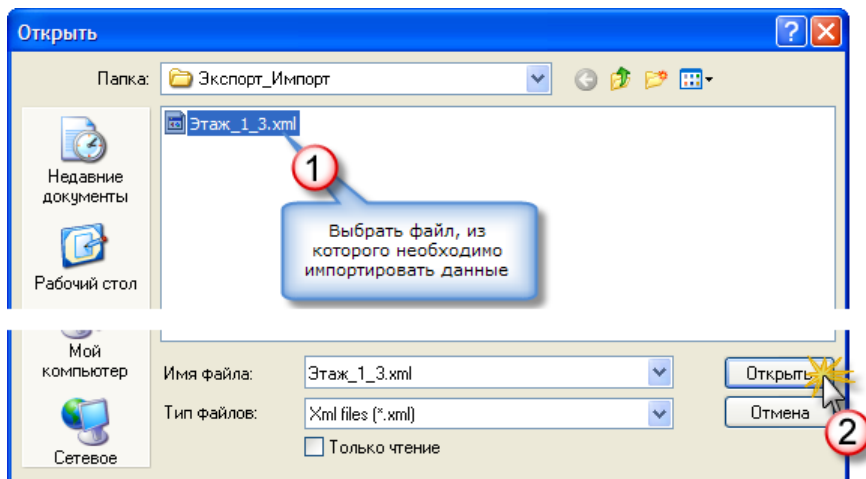 Открыть
Папка: Экспорт_Импорт
Этаж_1_3.xml
1
Выбрать файл, из
которого необходимо
импортировать данные
Недавние
документы
Рабочий стол
Мой
компьютер
Сетевое
Имя файла: Этаж_1_3.xml Открыть
Тип файлов: Xml files (*.xml) Отмена
Только чтение
2